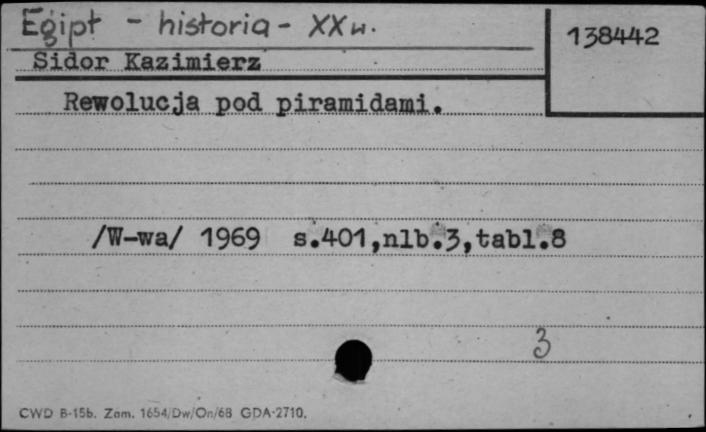 Egipt - historia - XX w.
138442
Sidor Kazimierz
Rewolucja pod piramidami.
/W-wa/ 1969 s.401,nlb.3,tabl.8
3
CWD B-15b. Zam. 1654/Dw/On/68 GDA-2710.